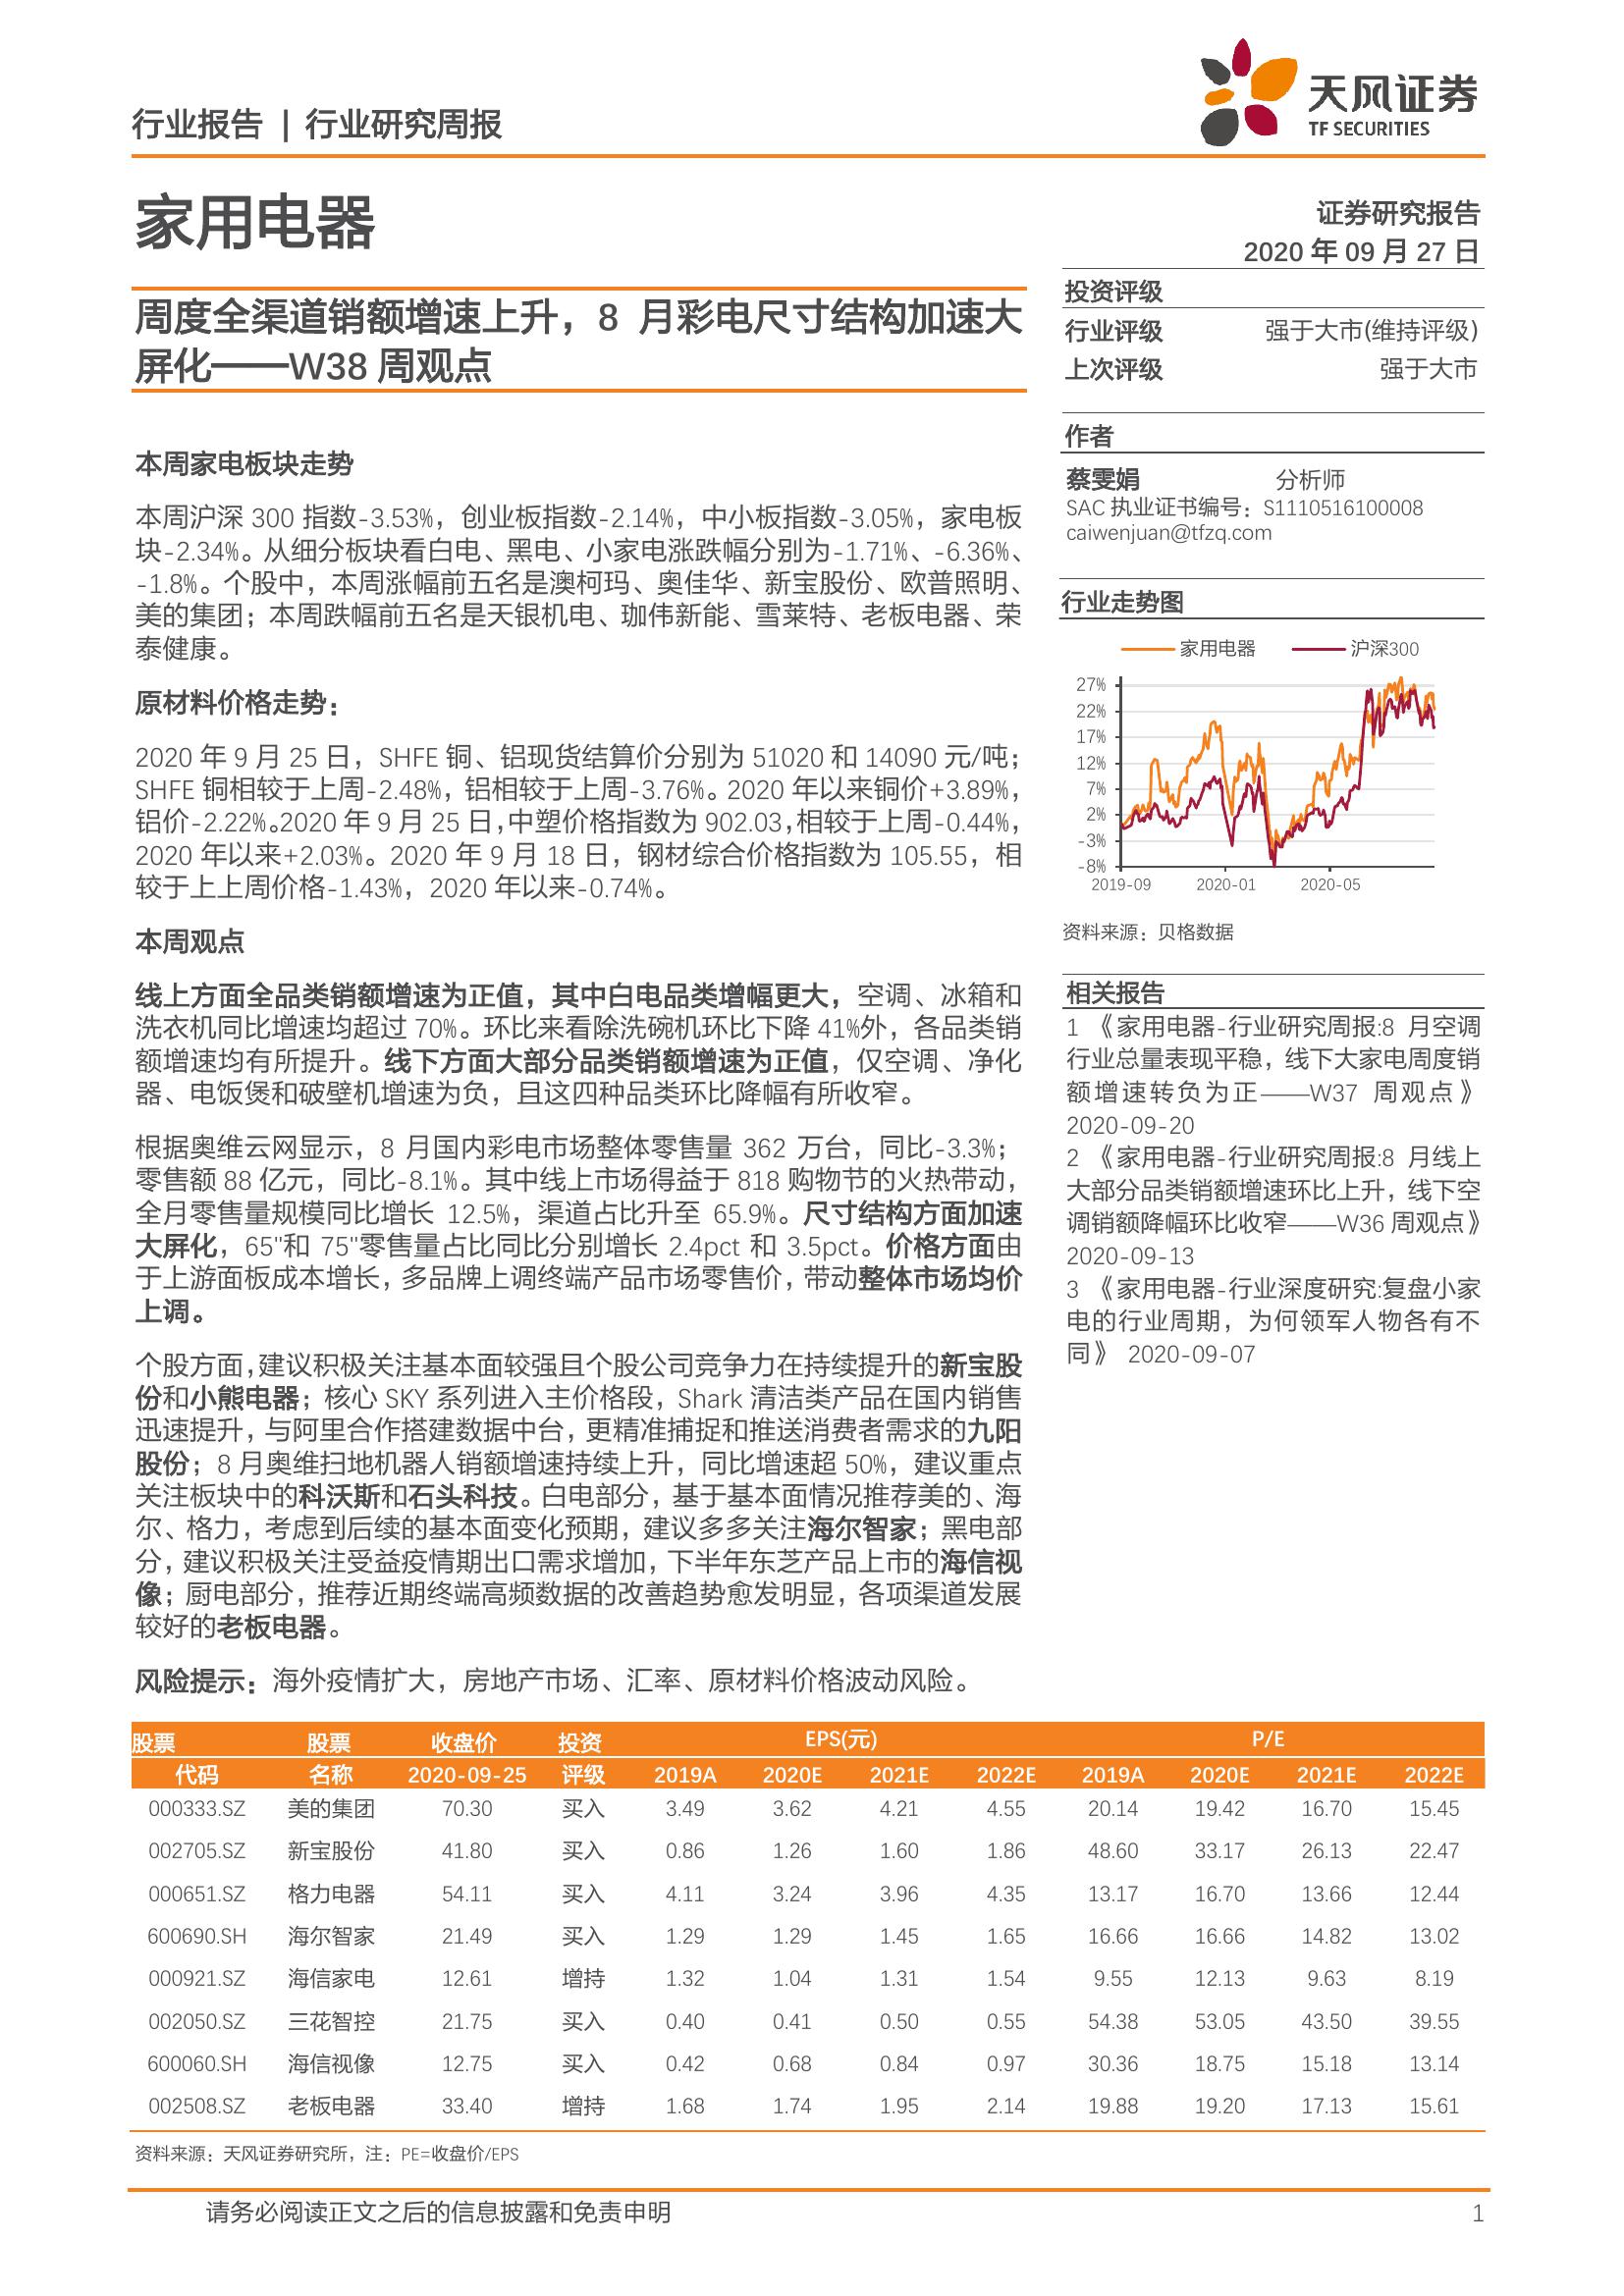 行业报告 | 行业研究周报
天风证券
TF SECURITIES
家用电器
证券研究报告
2020 年 09 月 27 日
周度全渠道销额增速上升，8 月彩电尺寸结构加速大
屏化——W38 周观点
本周家电板块走势
本周沪深 300 指数-3.53%，创业板指数-2.14%，中小板指数-3.05%，家电板
块-2.34%。从细分板块看白电、黑电、小家电涨跌幅分别为-1.71%、-6.36%、
-1.8%。个股中，本周涨幅前五名是澳柯玛、奥佳华、新宝股份、欧普照明、
美的集团；本周跌幅前五名是天银机电、珈伟新能、雪莱特、老板电器、荣
泰健康。
原材料价格走势：
2020 年 9 月 25 日，SHFE 铜、铝现货结算价分别为 51020 和 14090 元/吨；
SHFE 铜相较于上周-2.48%，铝相较于上周-3.76%。2020 年以来铜价+3.89%，
铝价-2.22%。2020 年 9 月 25 日，中塑价格指数为 902.03，相较于上周-0.44%，
2020 年以来+2.03%。2020 年 9 月 18 日，钢材综合价格指数为 105.55，相
较于上上周价格-1.43%，2020 年以来-0.74%。
本周观点
线上方面全品类销额增速为正值，其中白电品类增幅更大，空调、冰箱和
洗衣机同比增速均超过 70%。环比来看除洗碗机环比下降 41%外，各品类销
额增速均有所提升。线下方面大部分品类销额增速为正值，仅空调、净化
器、电饭煲和破壁机增速为负，且这四种品类环比降幅有所收窄。
根据奥维云网显示，8 月国内彩电市场整体零售量 362 万台，同比-3.3%；
零售额 88 亿元，同比-8.1%。其中线上市场得益于 818 购物节的火热带动，
全月零售量规模同比增长 12.5%，渠道占比升至 65.9%。尺寸结构方面加速
大屏化，65"和 75"零售量占比同比分别增长 2.4pct 和 3.5pct。价格方面由
于上游面板成本增长，多品牌上调终端产品市场零售价，带动整体市场均价
上调。
个股方面，建议积极关注基本面较强且个股公司竞争力在持续提升的新宝股
份和小熊电器；核心 SKY 系列进入主价格段，Shark 清洁类产品在国内销售
迅速提升，与阿里合作搭建数据中台，更精准捕捉和推送消费者需求的九阳
股份；8 月奥维扫地机器人销额增速持续上升，同比增速超 50%，建议重点
关注板块中的科沃斯和石头科技。白电部分，基于基本面情况推荐美的、海
尔、格力，考虑到后续的基本面变化预期，建议多多关注海尔智家；黑电部
分，建议积极关注受益疫情期出口需求增加，下半年东芝产品上市的海信视
像；厨电部分，推荐近期终端高频数据的改善趋势愈发明显，各项渠道发展
较好的老板电器。
风险提示：海外疫情扩大，房地产市场、汇率、原材料价格波动风险。
投资评级
行业评级 强于大市(维持评级)
上次评级 强于大市
作者
蔡雯娟 分析师
SAC 执业证书编号：S1110516100008
caiwenjuan@tfzq.com
行业走势图
家用电器 沪深300
27%
22%
17%
12%
7%
2%
-3%
-8%
2019-09 2020-01 2020-05
资料来源：贝格数据
相关报告
1 《家用电器-行业研究周报:8 月空调
行业总量表现平稳，线下大家电周度销
额增速转负为正——W37 周观点》
2020-09-20
2 《家用电器-行业研究周报:8 月线上
大部分品类销额增速环比上升，线下空
调销额降幅环比收窄——W36 周观点》
2020-09-13
3 《家用电器-行业深度研究:复盘小家
电的行业周期，为何领军人物各有不
同》 2020-09-07
股票 股票 收盘价 投资 EPS(元) P/E
代码 名称 2020-09-25 评级 2019A 2020E 2021E 2022E 2019A 2020E 2021E 2022E
000333.SZ 美的集团 70.30 买入 3.49 3.62 4.21 4.55 20.14 19.42 16.70 15.45
002705.SZ 新宝股份 41.80 买入 0.86 1.26 1.60 1.86 48.60 33.17 26.13 22.47
000651.SZ 格力电器 54.11 买入 4.11 3.24 3.96 4.35 13.17 16.70 13.66 12.44
600690.SH 海尔智家 21.49 买入 1.29 1.29 1.45 1.65 16.66 16.66 14.82 13.02
000921.SZ 海信家电 12.61 增持 1.32 1.04 1.31 1.54 9.55 12.13 9.63 8.19
002050.SZ 三花智控 21.75 买入 0.40 0.41 0.50 0.55 54.38 53.05 43.50 39.55
600060.SH 海信视像 12.75 买入 0.42 0.68 0.84 0.97 30.36 18.75 15.18 13.14
002508.SZ 老板电器 33.40 增持 1.68 1.74 1.95 2.14 19.88 19.20 17.13 15.61
资料来源：天风证券研究所，注：PE=收盘价/EPS
请务必阅读正文之后的信息披露和免责申明 1